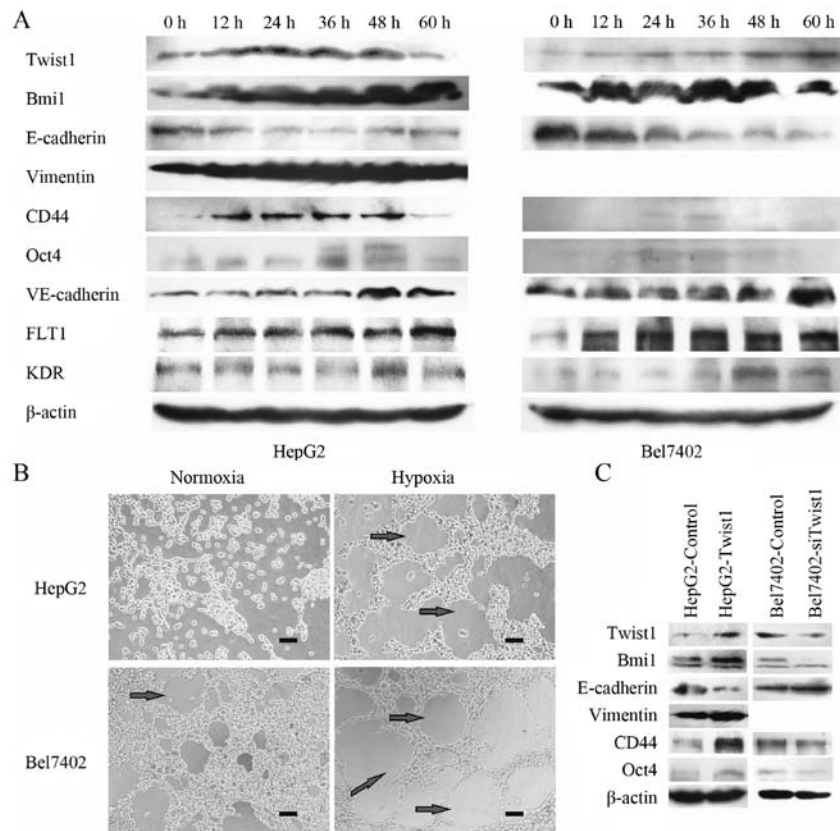 A
0 h 12 h 24 h 36 h 48 h 60 h
0 h 12 h 24 h 36 h 48 h 60 h
Twist1
Bmi1
E-cadherin
Vimentin
CD44
Oct4
VE-cadherin
FLT1
KDR
β-actin
HepG2
Bel7402
B
Normoxia
Hypoxia
HepG2
Bel7402
C
HepG2-Control
HepG2-Twist1
Bel7402-Control
Bel7402-siTwist1
Twist1
Bmi1
E-cadherin
Vimentin
CD44
Oct4
β-actin